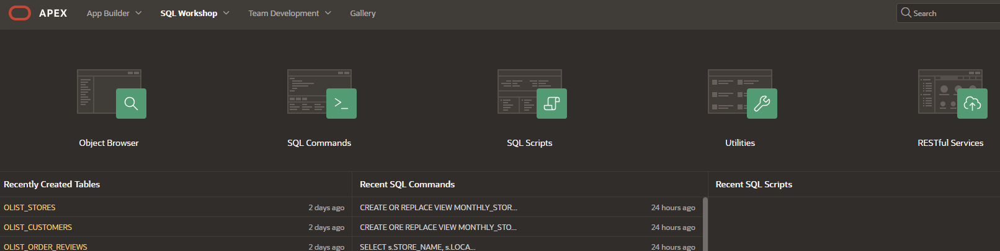 APEX App Builder SQL Workshop Team Development Gallery Search
Object Browser SQL Commands SQL Scripts Utilities RESTful Services
Recently Created Tables Recent SQL Commands Recent SQL Scripts
OLIST_STORES 2 days ago CREATE OR REPLACE VIEW MONTHLY_STOR... 24 hours ago
OLIST_CUSTOMERS 2 days ago CREATE ORE REPLACE VIEW MONTHLY_STO... 24 hours ago
OLIST_ORDER_REVIEWS 2 days ago SELECT s.STORE_NAME, s.LOCA... 24 hours ago